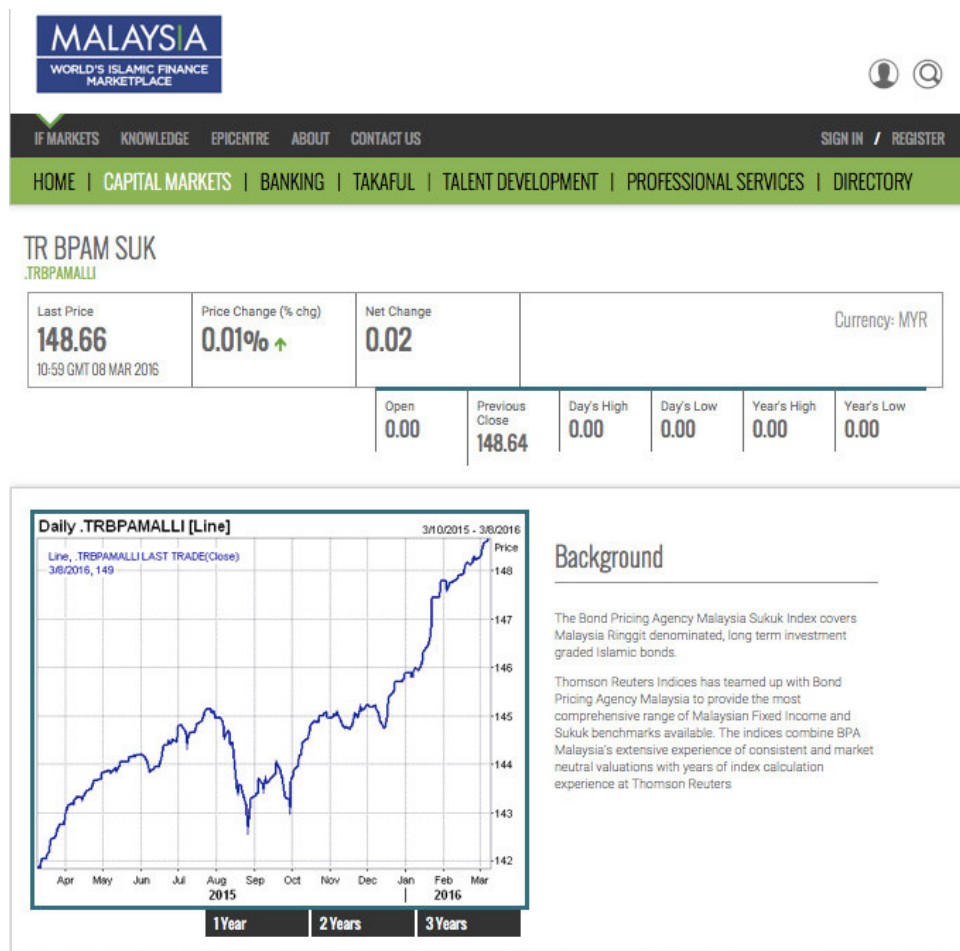 MALAYSIA
WORLD'S ISLAMIC FINANCE
MARKETPLACE
IF MARKETS KNOWLEDGE EPICENTRE ABOUT CONTACT US SIGN IN / REGISTER
HOME | CAPITAL MARKETS | BANKING | TAKAFUL | TALENT DEVELOPMENT | PROFESSIONAL SERVICES | DIRECTORY
TR BPAM SUK
.TRBPAMALLI
Last Price Price Change (% chg) Net Change Currency: MYR
148.66 0.01% 0.02
10:59 GMT 08 MAR 2016
Open Previous Close Day's High Day's Low Year's High Year's Low
0.00 148.64 0.00 0.00 0.00 0.00
Daily .TRBPAMALLI [Line] 3/10/2015 - 3/8/2016
Price
Line, .TRBPAMALLI LAST TRADE(Close)
3/8/2016, 149
148
147
146
145
144
143
142
Apr May Jun Jul Aug Sep Oct Nov Dec Jan Feb Mar
2015 2016
1 Year 2 Years 3 Years
Background
The Bond Pricing Agency Malaysia Sukuk Index covers
Malaysia Ringgit denominated, long term investment
graded Islamic bonds.
Thomson Reuters Indices has teamed up with Bond
Pricing Agency Malaysia to provide the most
comprehensive range of Malaysian Fixed Income and
Sukuk benchmarks available. The indices combine BPA
Malaysia's extensive experience of consistent and market
neutral valuations with years of index calculation
experience at Thomson Reuters